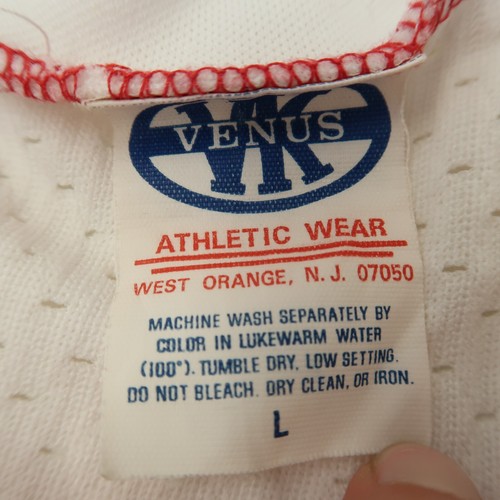 VENUS
VK
ATHLETIC WEAR
WEST ORANGE, N. J. 07050
MACHINE WASH SEPARATELY BY
COLOR IN LUKEWARM WATER
(100°). TUMBLE DRY, LOW SETTING.
DO NOT BLEACH. DRY CLEAN, OR IRON.
L